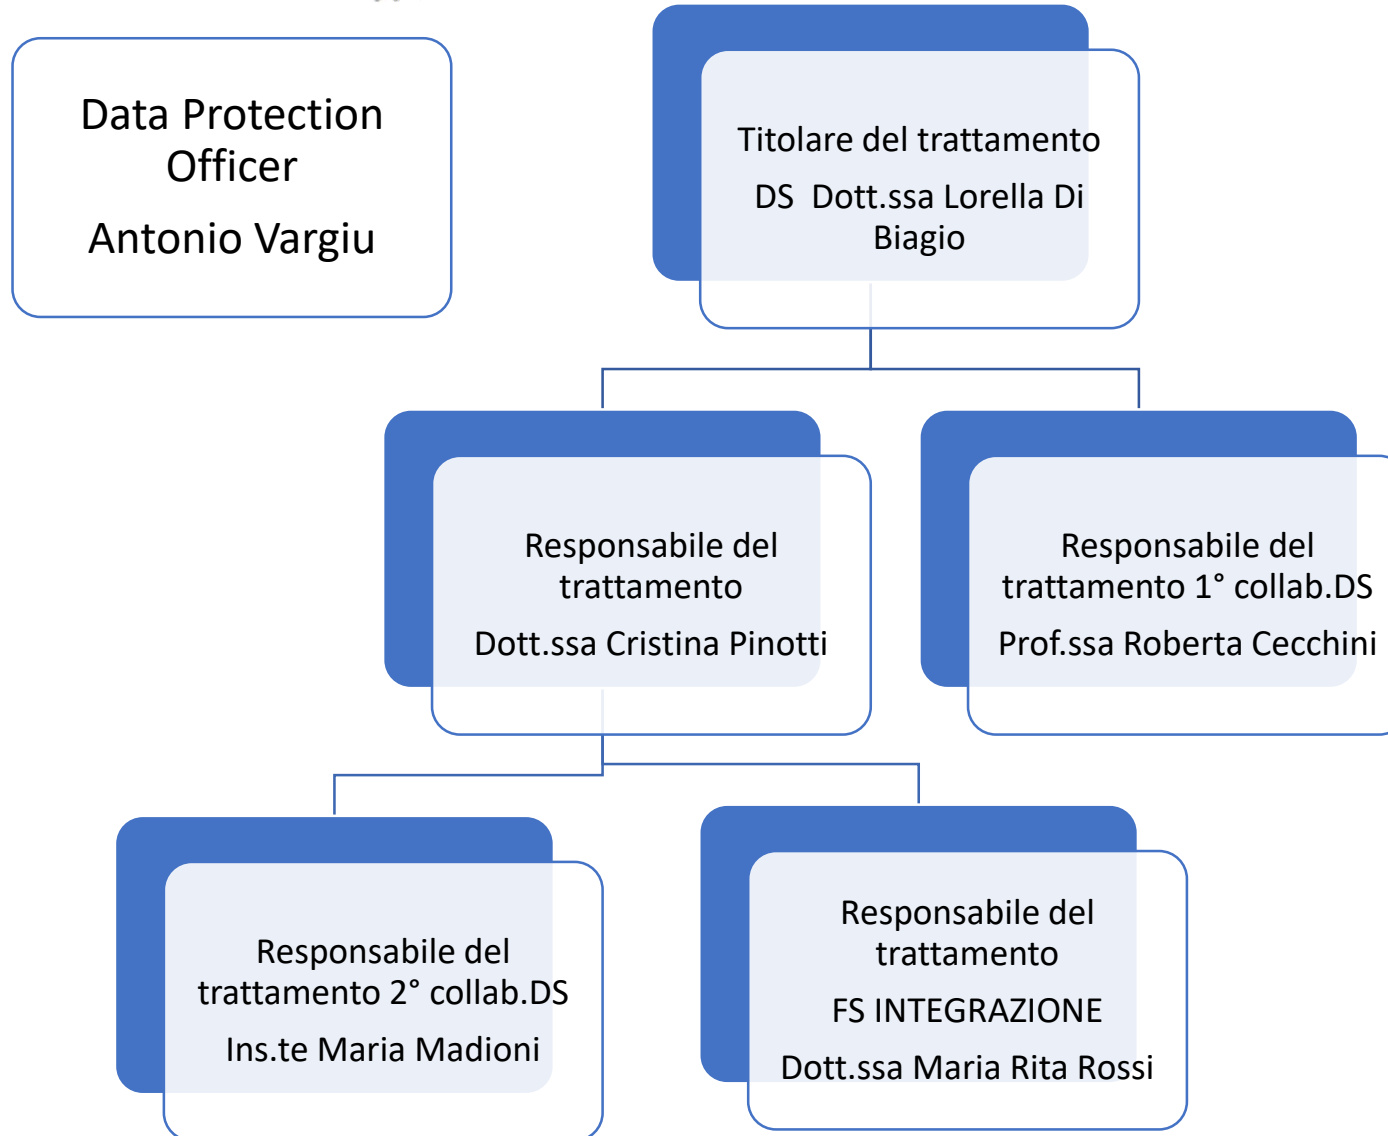 Data Protection
Officer
Antonio Vargiu
Titolare del trattamento
DS  Dott.ssa Lorella Di
Biagio
Responsabile del
trattamento
Dott.ssa Cristina Pinotti
Responsabile del
trattamento 1° collab.DS
Prof.ssa Roberta Cecchini
Responsabile del
trattamento 2° collab.DS
Ins.te Maria Madioni
Responsabile del
trattamento
FS INTEGRAZIONE
Dott.ssa Maria Rita Rossi